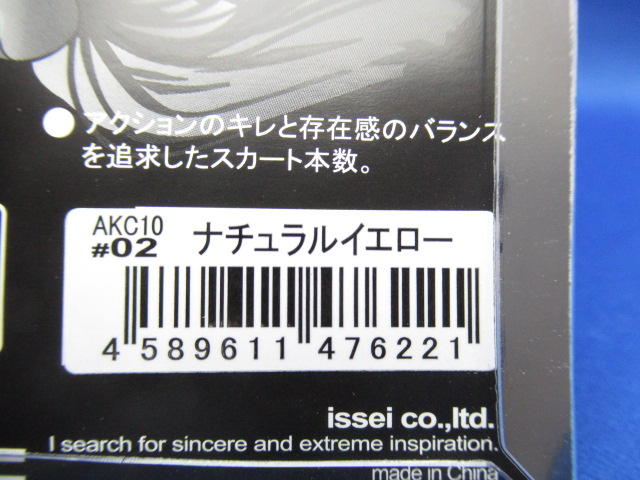 ● アクションのキレと存在感のバランス
を追求したスカート本数。
AKC10
#02 ナチュラルイエロー
4 589611 476221
issei co.,ltd.
I search for sincere and extreme inspiration.
made in China